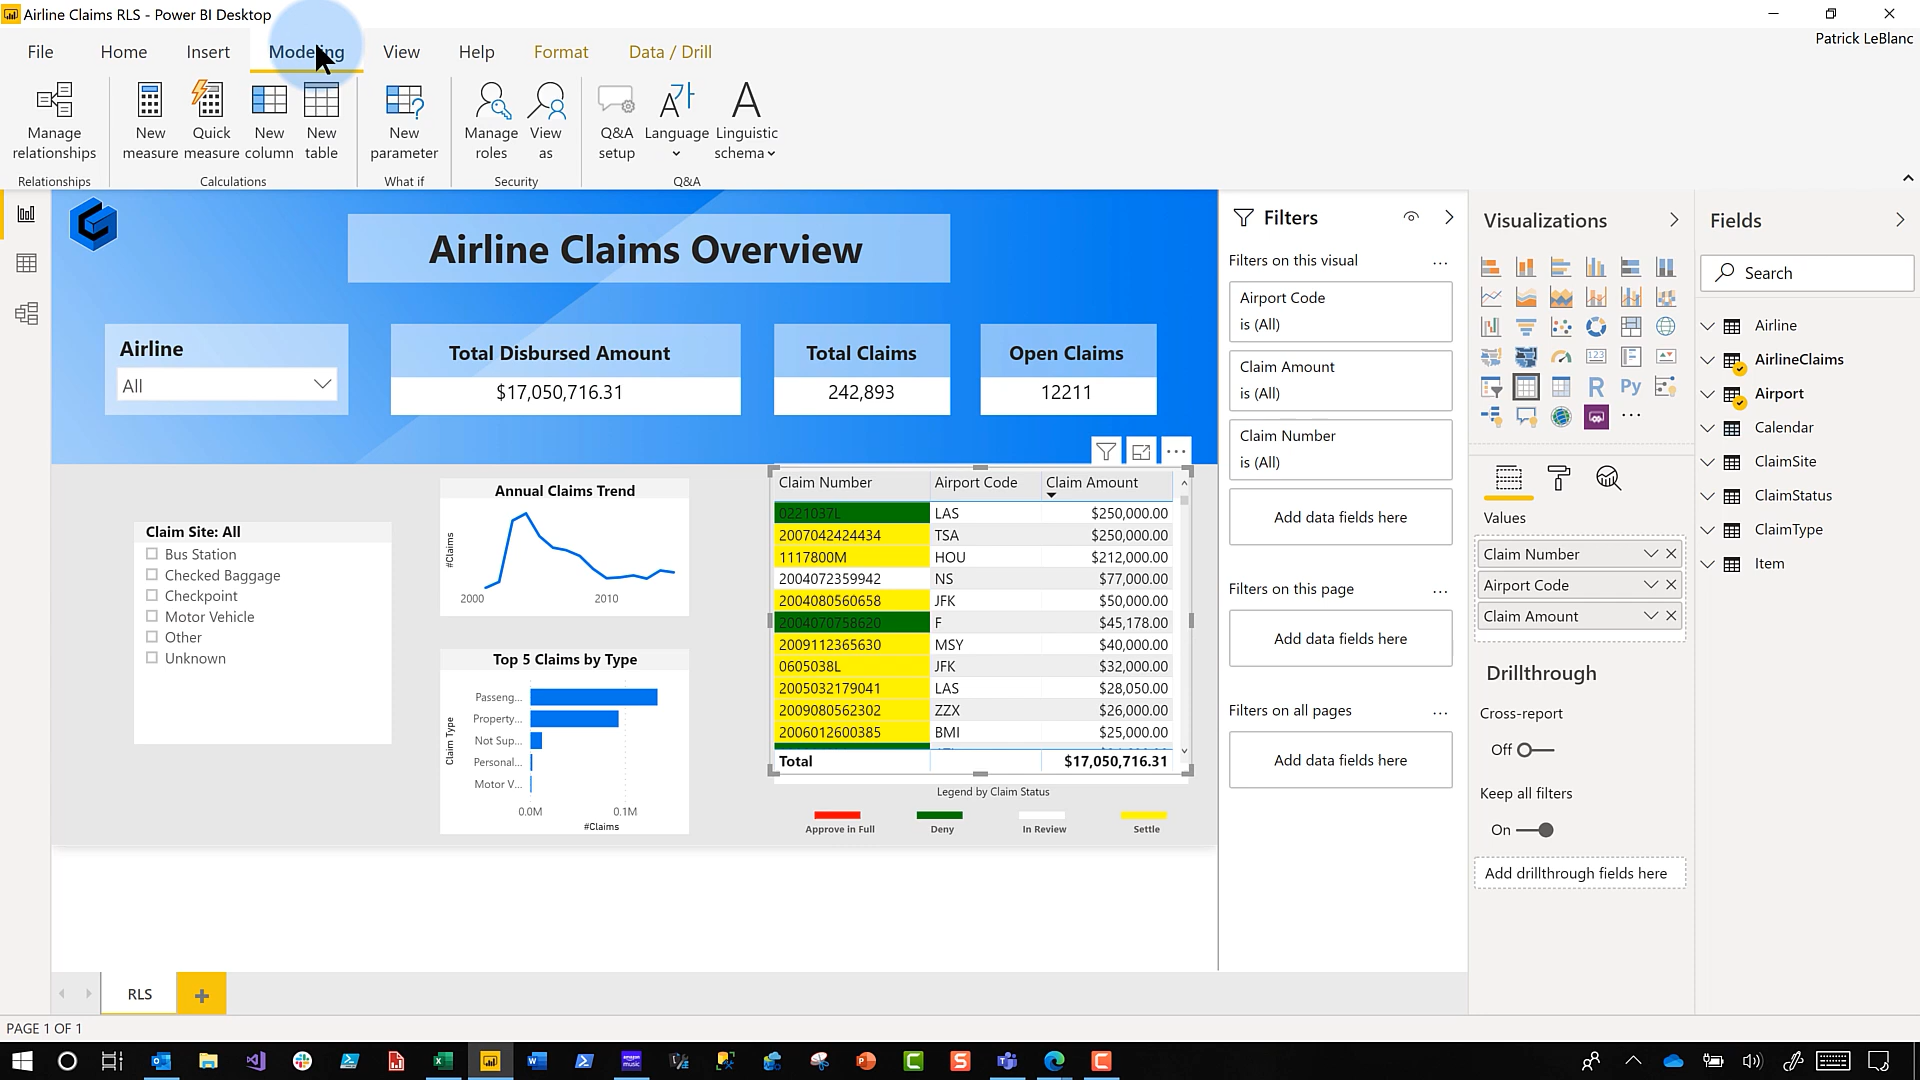 Airline Claims RLS - Power BI Desktop
Patrick LeBlanc
File
Home
Insert
Modeling
View
Help
Format
Data / Drill
Manage relationships
New measure
Quick measure
New column
New table
New parameter
Manage roles
View as
Q&A setup
Language
Linguistic schema
Relationships
Calculations
What if
Security
Q&A
Airline Claims Overview
Airline
All
Total Disbursed Amount
$17,050,716.31
Total Claims
242,893
Open Claims
12211
Claim Site: All
Bus Station
Checked Baggage
Checkpoint
Motor Vehicle
Other
Unknown
Annual Claims Trend
#Claims
2000
2010
Top 5 Claims by Type
Claim Type
Passeng...
Property...
Not Sup...
Personal...
Motor V...
0.0M
0.1M
#Claims
Claim Number Airport Code Claim Amount
0221037L LAS $250,000.00
2007042424434 TSA $250,000.00
1117800M HOU $212,000.00
2004072359942 NS $77,000.00
2004080560658 JFK $50,000.00
2004070758620 F $45,178.00
2009112365630 MSY $40,000.00
0605038L JFK $32,000.00
2005032179041 LAS $28,050.00
2009080562302 ZZX $26,000.00
2006012600385 BMI $25,000.00
Total $17,050,716.31
Legend by Claim Status
Approve in Full
Deny
In Review
Settle
Filters
Filters on this visual
...
Airport Code
is (All)
Claim Amount
is (All)
Claim Number
is (All)
Add data fields here
Filters on this page
...
Add data fields here
Filters on all pages
...
Add data fields here
Visualizations
123
R
Py
...
Values
Claim Number
Airport Code
Claim Amount
Drillthrough
Cross-report
Off
Keep all filters
On
Add drillthrough fields here
Fields
Search
Airline
AirlineClaims
Airport
Calendar
ClaimSite
ClaimStatus
ClaimType
Item
RLS
PAGE 1 OF 1